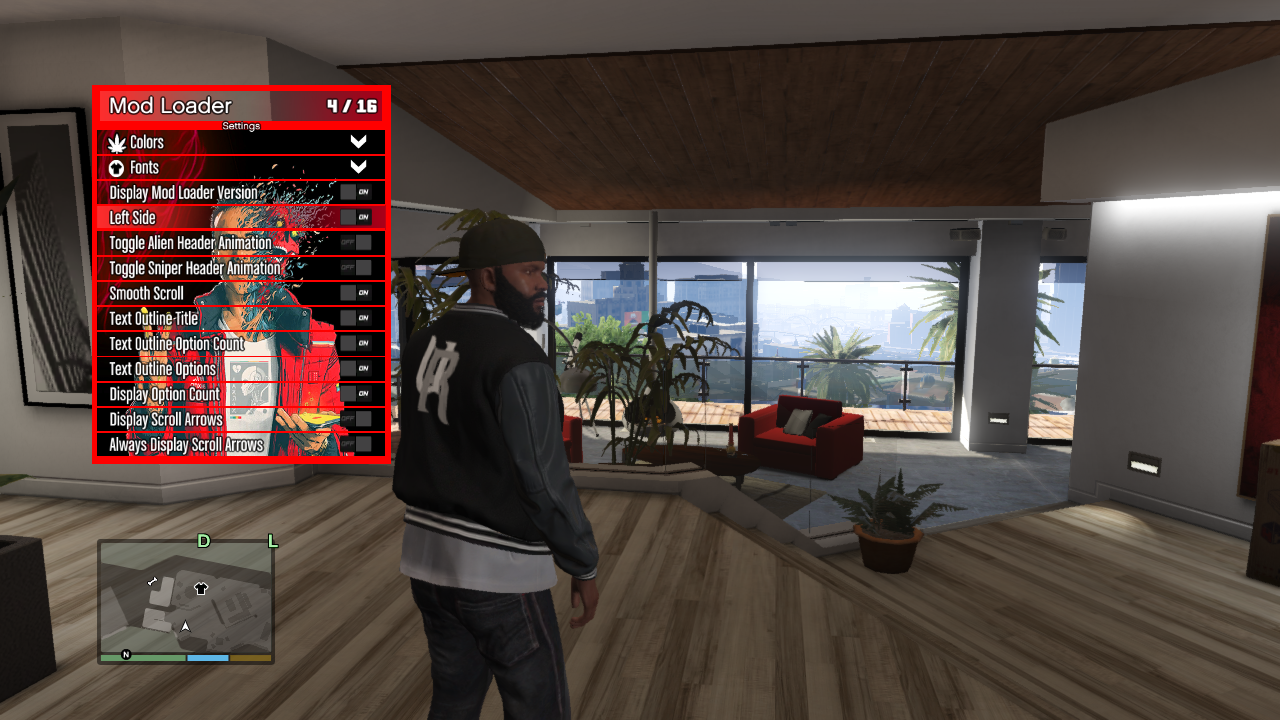 Mod Loader 4 / 16
Settings
Colors
Fonts
Display Mod Loader Version ON
Left Side ON
Toggle Alien Header Animation OFF
Toggle Sniper Header Animation OFF
Smooth Scroll ON
Text Outline Title ON
Text Outline Option Count ON
Text Outline Options ON
Display Option Count ON
Display Scroll Arrows OFF
Always Display Scroll Arrows OFF
D L
N